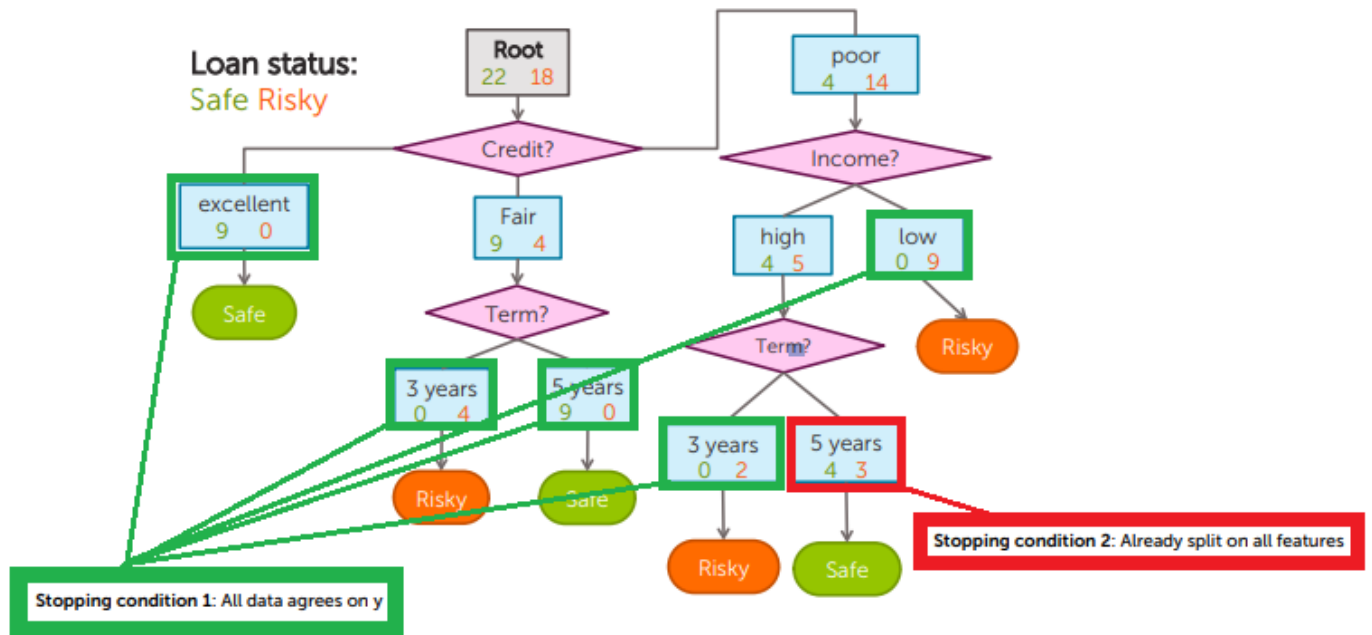 Loan status:
Safe Risky
Root
22 18
Credit?
excellent
9 0
Safe
Fair
9 4
Term?
3 years
0 4
Risky
5 years
9 0
Safe
poor
4 14
Income?
high
4 5
low
0 9
Risky
Term?
3 years
0 2
Risky
5 years
4 3
Safe
Stopping condition 1: All data agrees on y
Stopping condition 2: Already split on all features